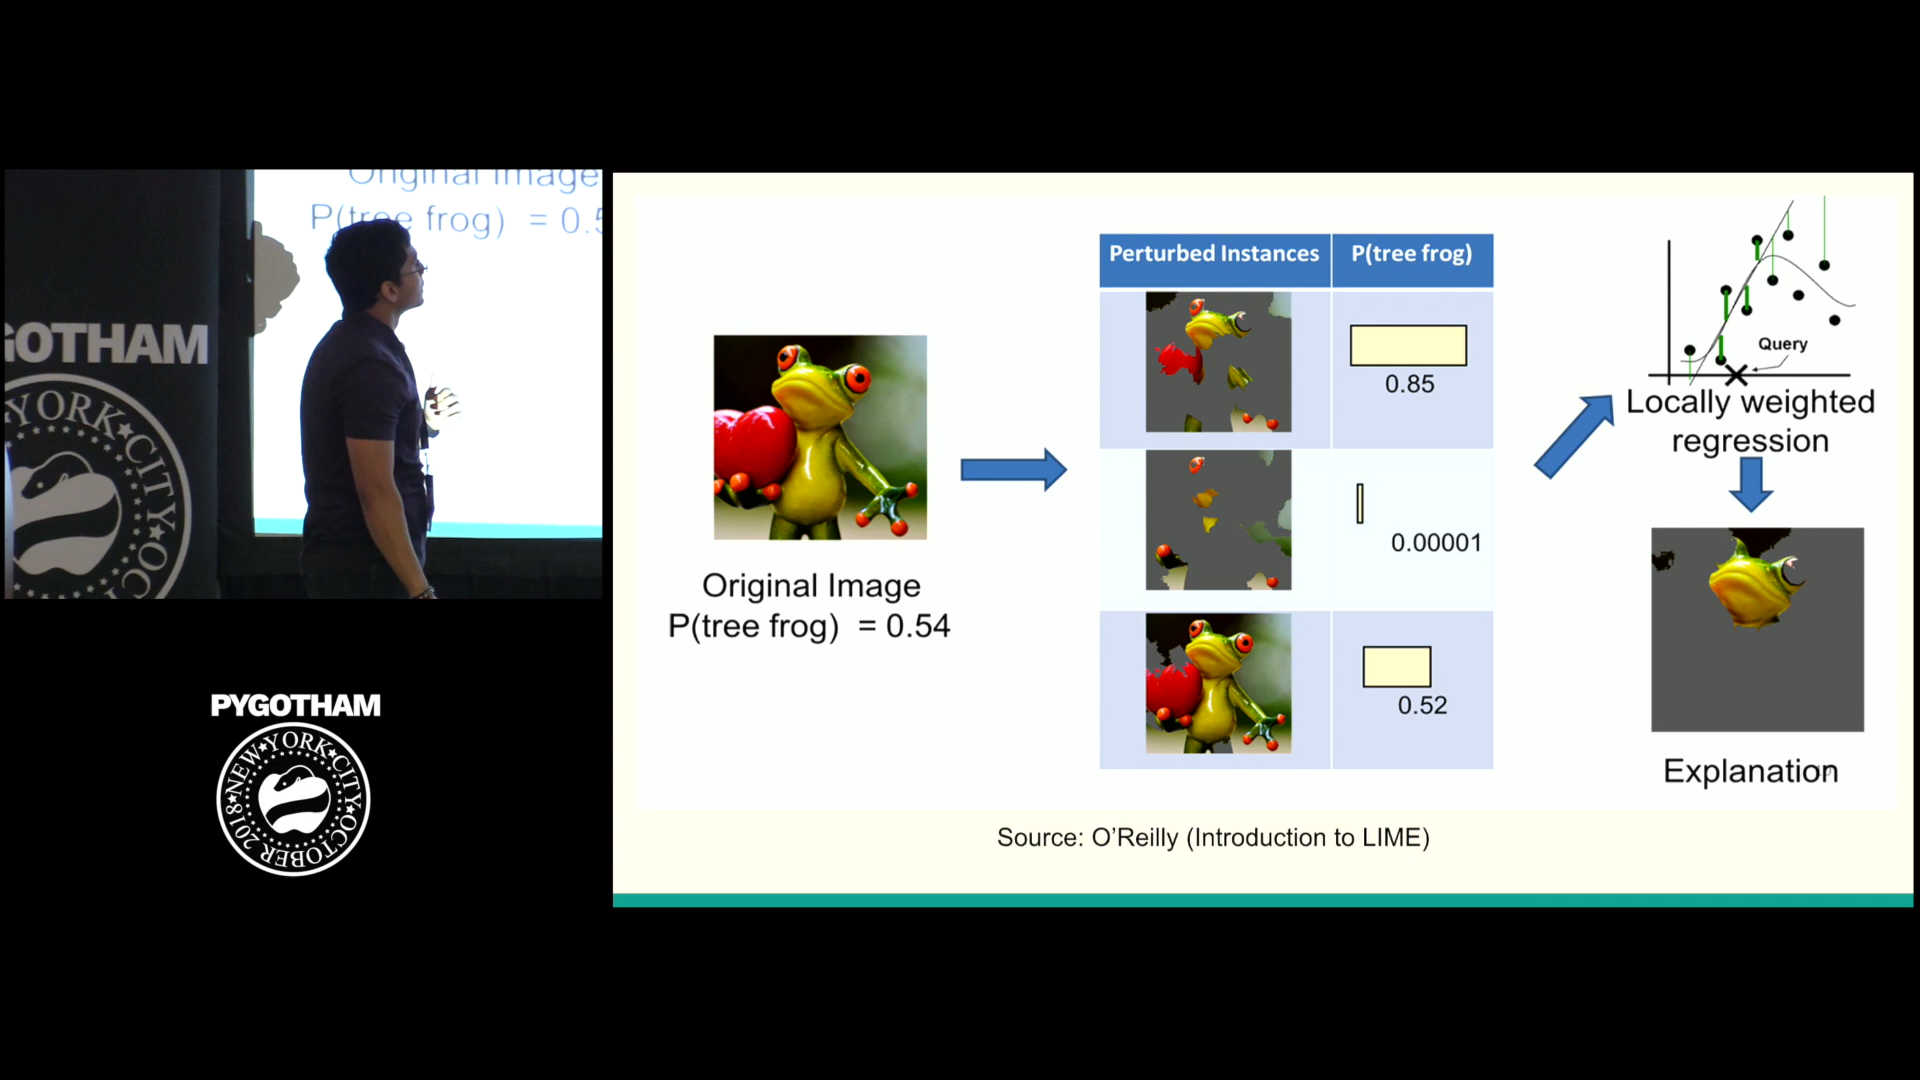 Original Image
P(tree frog) = 0.5
GOTHAM
YORK CITY OCTO
PYGOTHAM
NEW YORK CITY OCTOBER 2018
Original Image
P(tree frog) = 0.54
Perturbed Instances P(tree frog)
0.85
0.00001
0.52
Query
Locally weighted
regression
Explanation
Source: O’Reilly (Introduction to LIME)